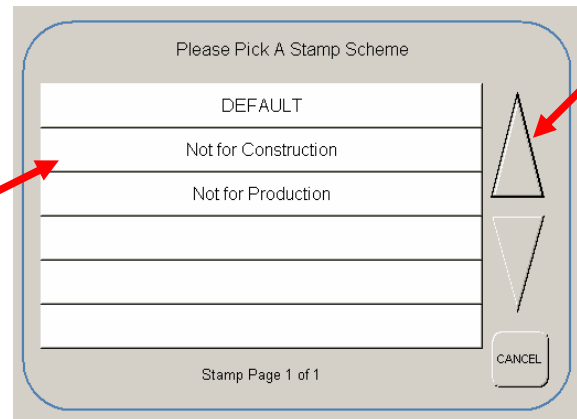 Please Pick A Stamp Scheme
DEFAULT
Not for Construction
Not for Production
CANCEL
Stamp Page 1 of 1